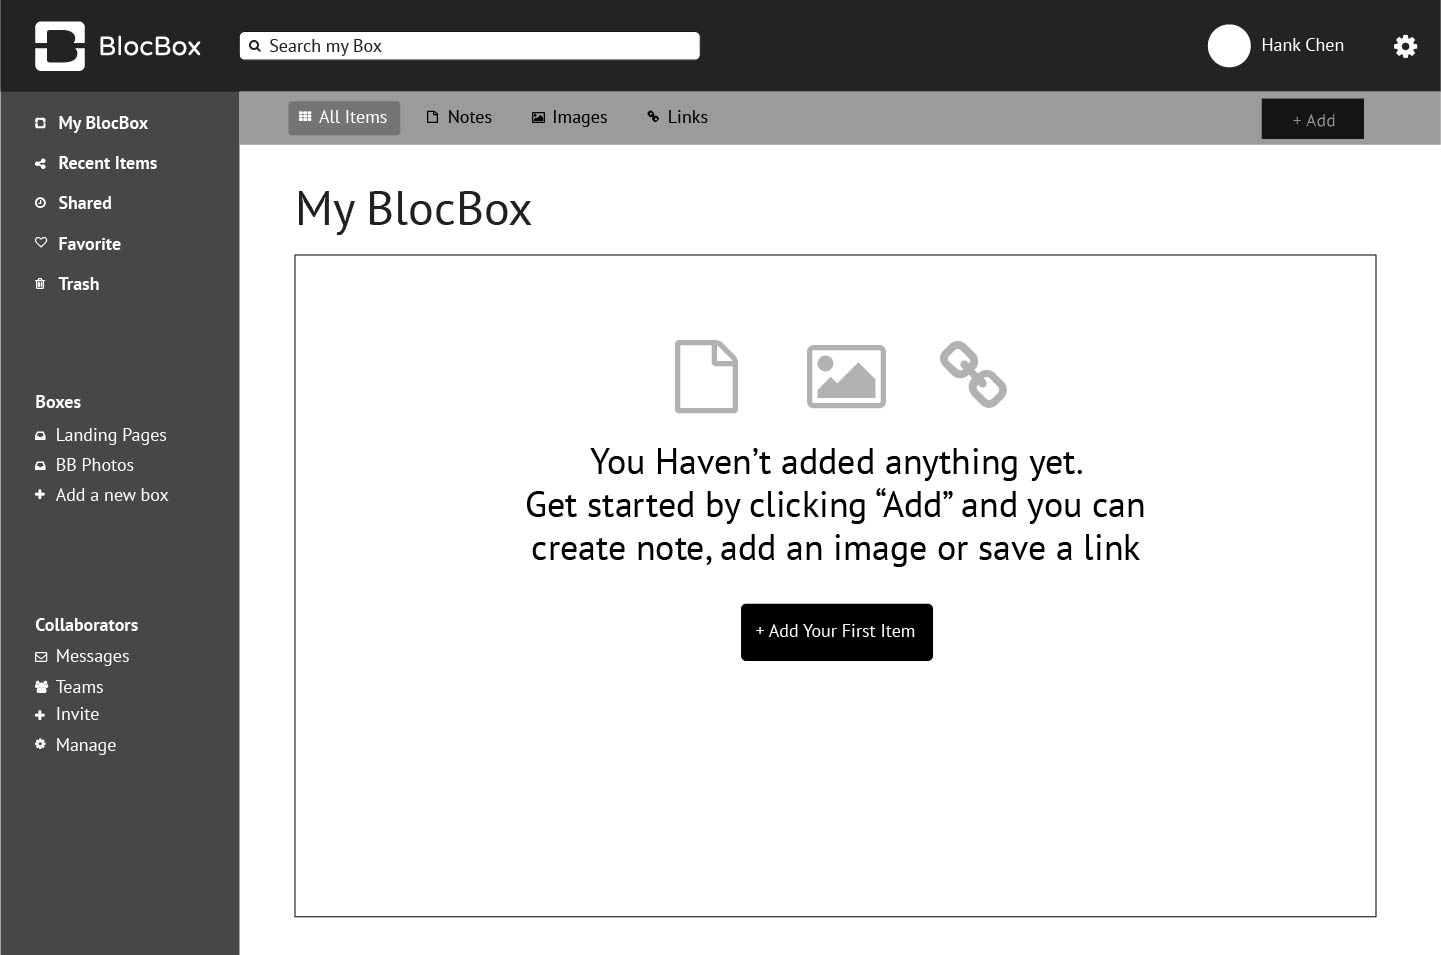 BlocBox
Search my Box
Hank Chen
My BlocBox
Recent Items
Shared
Favorite
Trash
Boxes
Landing Pages
BB Photos
+ Add a new box
Collaborators
Messages
Teams
+ Invite
Manage
All Items
Notes
Images
Links
+ Add
My BlocBox
You Haven’t added anything yet.
Get started by clicking “Add” and you can
create note, add an image or save a link
+ Add Your First Item